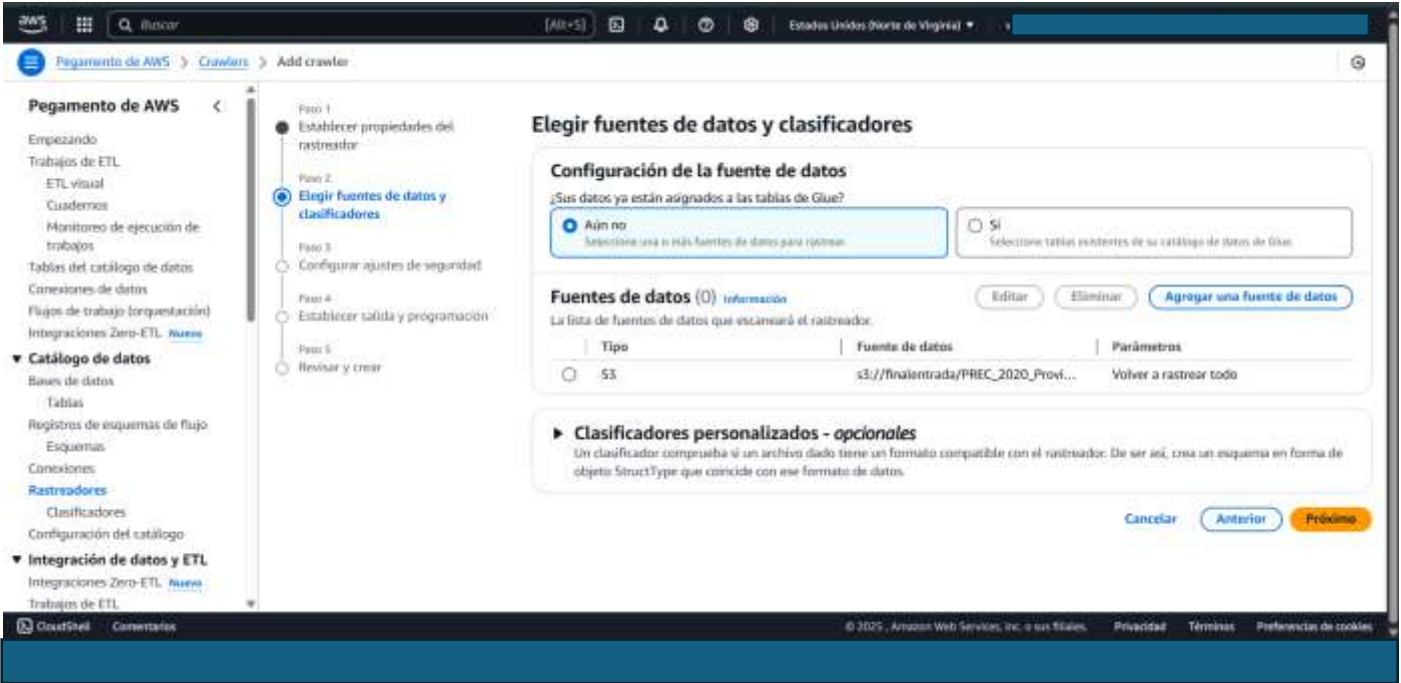 aws
Buscar
[Alt+S]
Estados Unidos (Norte de Virginia)
Pegamento de AWS > Crawlers > Add crawler
Pegamento de AWS
Empezando
Trabajos de ETL
ETL visual
Cuadernos
Monitoreo de ejecución de
trabajos
Tablas del catálogo de datos
Conexiones de datos
Flujos de trabajo (orquestación)
Integraciones Zero-ETL Nuevo
Catálogo de datos
Bases de datos
Tablas
Registros de esquemas de flujo
Esquemas
Conexiones
Rastreadores
Clasificadores
Configuración del catálogo
Integración de datos y ETL
Integraciones Zero-ETL Nuevo
Trabajos de ETL
Paso 1
Establecer propiedades del
rastreador
Paso 2
Elegir fuentes de datos y
clasificadores
Paso 3
Configurar ajustes de seguridad
Paso 4
Establecer salida y programación
Paso 5
Revisar y crear
Elegir fuentes de datos y clasificadores
Configuración de la fuente de datos
¿Sus datos ya están asignados a las tablas de Glue?
Aún no
Seleccione una o más fuentes de datos para rastrear.
Sí
Seleccione tablas existentes de su catálogo de datos de Glue.
Fuentes de datos (0) Información
Editar
Eliminar
Agregar una fuente de datos
La lista de fuentes de datos que escaneará el rastreador.
Tipo
Fuente de datos
Parámetros
S3
s3://finalentrada/PREC_2020_Provi...
Volver a rastrear todo
Clasificadores personalizados - opcionales
Un clasificador comprueba si un archivo dado tiene un formato compatible con el rastreador. De ser así, crea un esquema en forma de
objeto StructType que coincide con ese formato de datos.
Cancelar
Anterior
Próximo
CloudShell
Comentarios
© 2025, Amazon Web Services, Inc. o sus filiales.
Privacidad
Términos
Preferencias de cookies